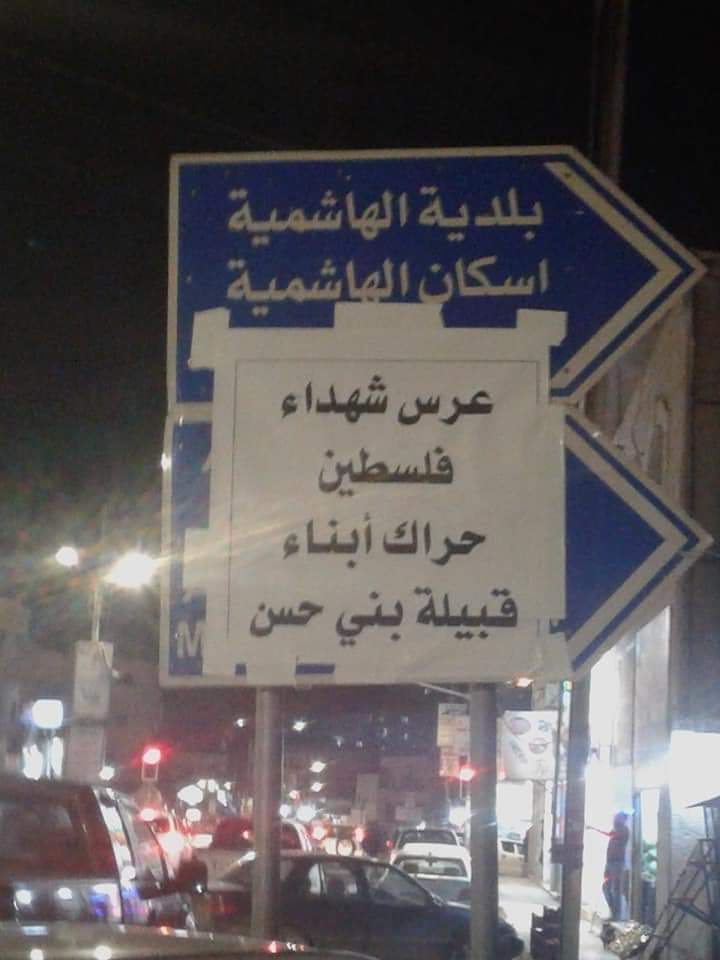 بلدية الهاشمية
اسكان الهاشمية
عرس شهداء
فلسطين
حراك أبناء
قبيلة بني حسن
M